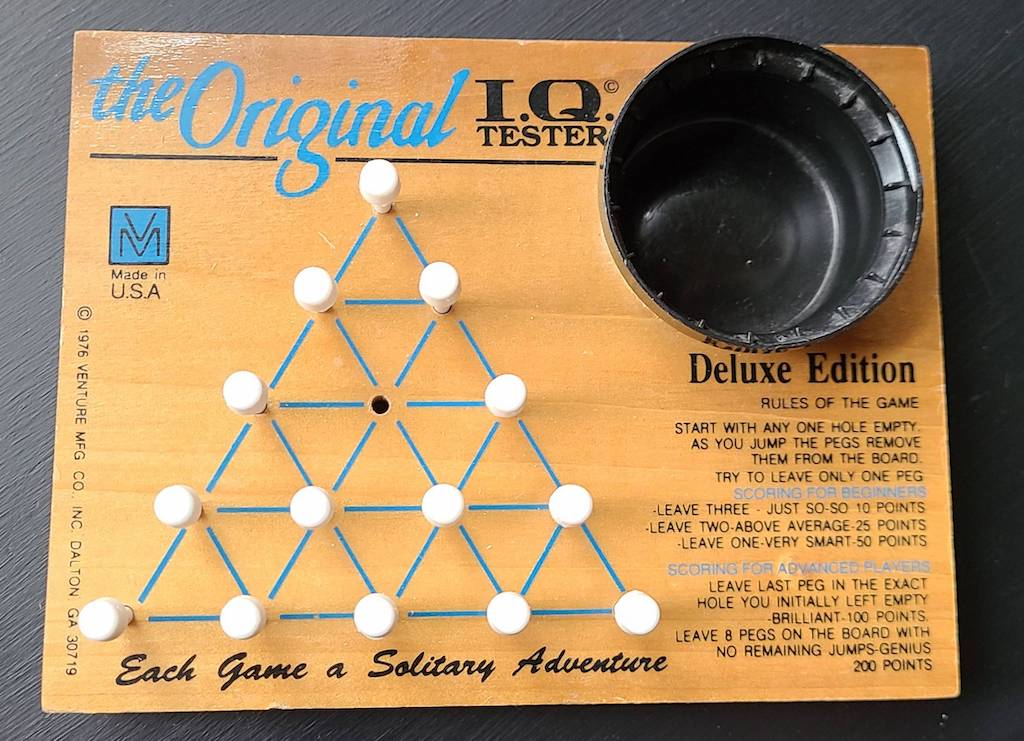 the Original I.Q.©
TESTER
VM
Made in
U.S.A
© 1976 VENTURE MFG CO., INC. DALTON, GA 30719
Deluxe Edition
RULES OF THE GAME
START WITH ANY ONE HOLE EMPTY.
AS YOU JUMP THE PEGS REMOVE
THEM FROM THE BOARD.
TRY TO LEAVE ONLY ONE PEG
SCORING FOR BEGINNERS
-LEAVE THREE - JUST SO-SO 10 POINTS
-LEAVE TWO-ABOVE AVERAGE-25 POINTS
-LEAVE ONE-VERY SMART-50 POINTS
SCORING FOR ADVANCED PLAYERS
LEAVE LAST PEG IN THE EXACT
HOLE YOU INITIALLY LEFT EMPTY
-BRILLIANT-100 POINTS.
LEAVE 8 PEGS ON THE BOARD WITH
NO REMAINING JUMPS-GENIUS
200 POINTS
Each Game a Solitary Adventure